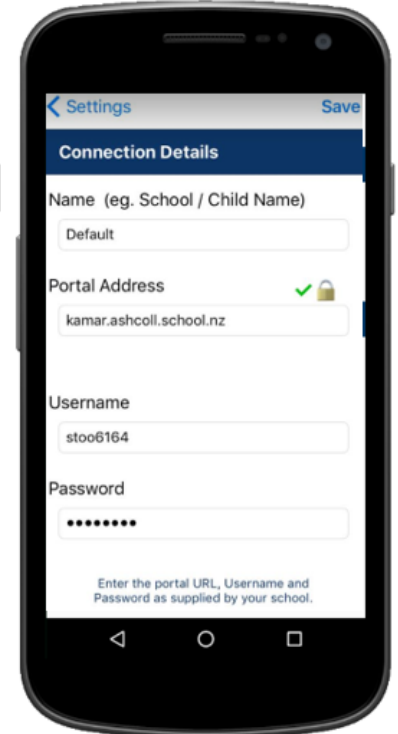 Settings Save
Connection Details
Name (eg. School / Child Name)
Default
Portal Address
kamar.ashcoll.school.nz
Username
stoo6164
Password
••••••••
Enter the portal URL, Username and
Password as supplied by your school.